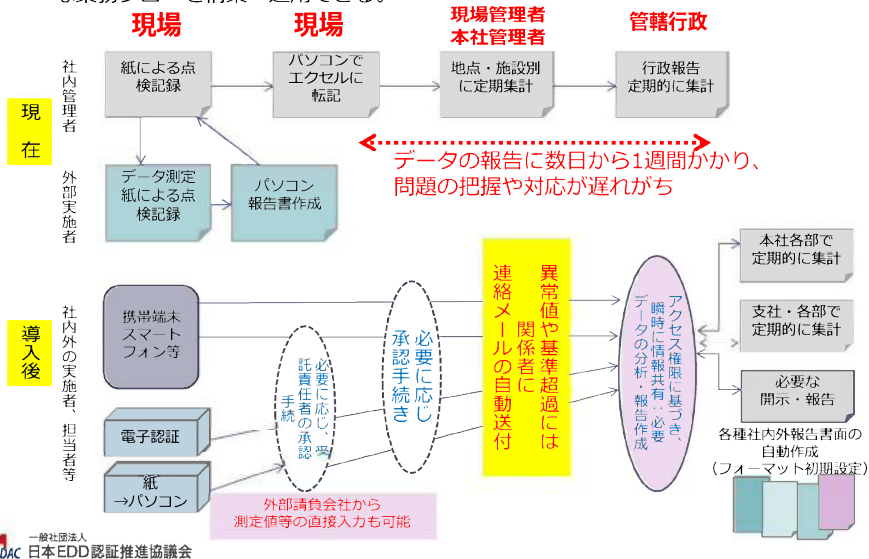 現場
現場
現場管理者
本社管理者
管轄行政
現在
社内管理者
紙による点
検記録
パソコンで
エクセルに
転記
地点・施設別
に定期集計
行政報告
定期的に集計
データの報告に数日から1週間かかり、
問題の把握や対応が遅れがち
外部実施者
データ測定
紙による点
検記録
パソコン
報告書作成
導入後
社内外の実施者、担当者等
携帯端末
スマート
フォン等
電子認証
紙
→パソコン
必要に応じ、受
託責任者の承認
手続
必要に応じ
承認手続き
異常値や基準超過には
関係者に
連絡メールの自動送付
アクセス権限に基づき、
瞬時に情報共有:必要
データの分析・報告作成
本社各部で
定期的に集計
支社・各部で
定期的に集計
必要な
開示・報告
各種社内外報告書面の
自動作成
(フォーマット初期設定)
外部請負会社から
測定値等の直接入力も可能
一般社団法人
日本EDD認証推進協議会